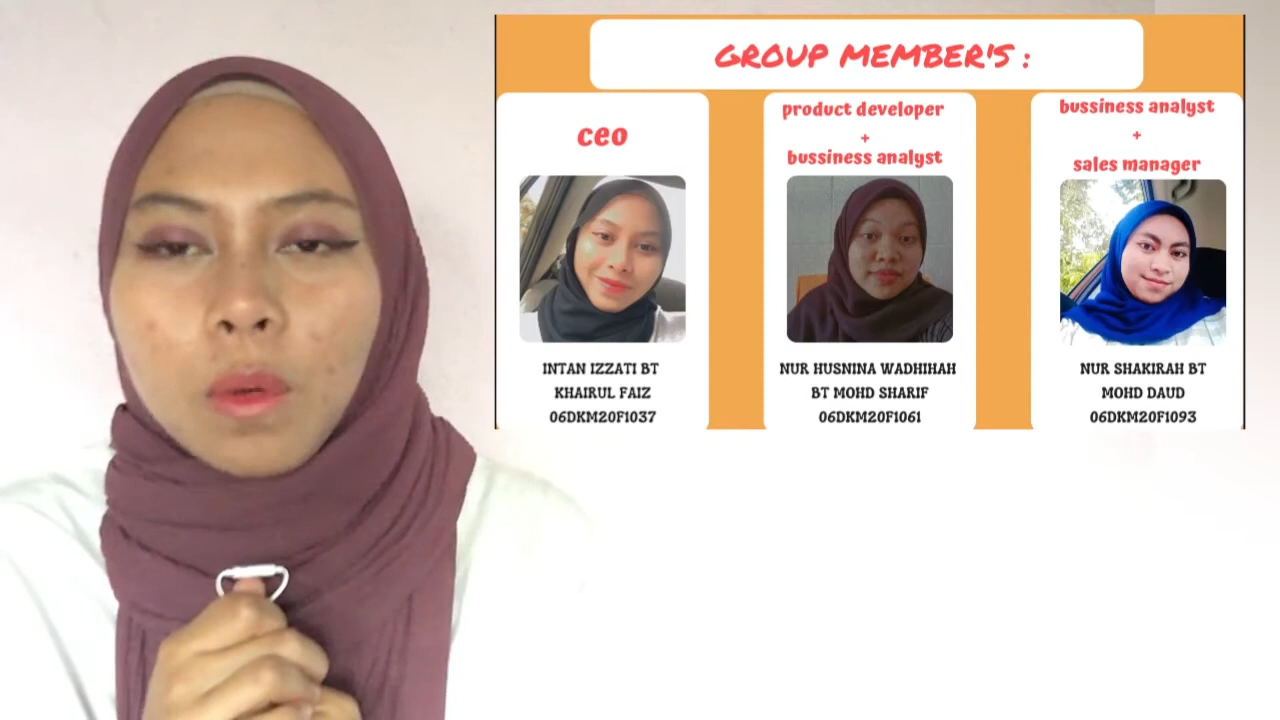 GROUP MEMBER'S :
ceo
INTAN IZZATI BT
KHAIRUL FAIZ
06DKM20F1037
product developer
+
bussiness analyst
NUR HUSNINA WADHIHAH
BT MOHD SHARIF
06DKM20F1061
bussiness analyst
+
sales manager
NUR SHAKIRAH BT
MOHD DAUD
06DKM20F1093